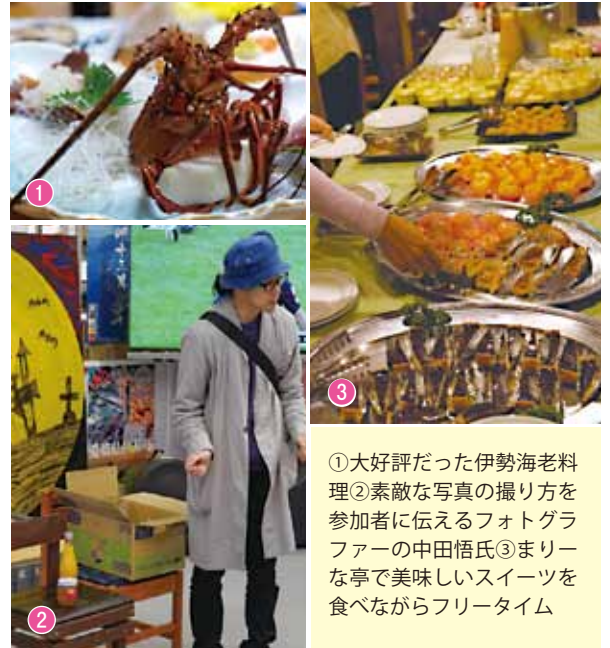 ①
②
③
①大好評だった伊勢海老料
理②素敵な写真の撮り方を
参加者に伝えるフォトグラ
ファーの中田悟氏③まりー
な亭で美味しいスイーツを
食べながらフリータイム